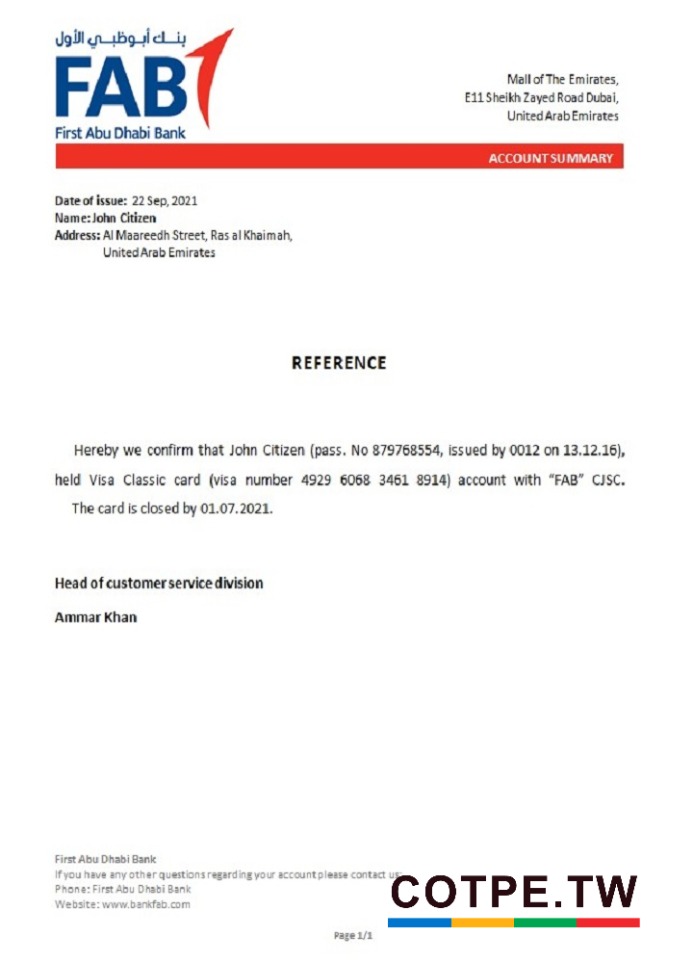 بنك أبوظبي الأول
FAB
First Abu Dhabi Bank
Mall of The Emirates,
E11 Sheikh Zayed Road Dubai,
United Arab Emirates
ACCOUNT SUMMARY
Date of issue: 22 Sep, 2021
Name: John Citizen
Address: Al Maareedh Street, Ras al Khaimah,
United Arab Emirates
REFERENCE
Hereby we confirm that John Citizen (pass. No 879768554, issued by 0012 on 13.12.16),
held Visa Classic card (visa number 4929 6068 3461 8914) account with “FAB” CJSC.
The card is closed by 01.07.2021.
Head of customer service division
Ammar Khan
First Abu Dhabi Bank
If you have any other questions regarding your account please contact us:
Phone: First Abu Dhabi Bank
Website: www.bankfab.com
COTPE.TW
Page 1/1